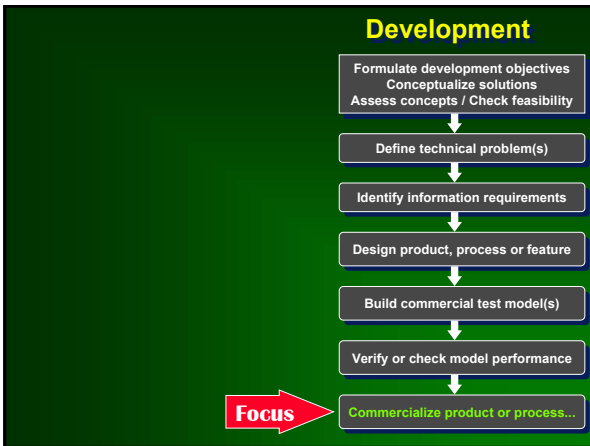 Development
Formulate development objectives
Conceptualize solutions
Assess concepts / Check feasibility
Define technical problem(s)
Identify information requirements
Design product, process or feature
Build commercial test model(s)
Verify or check model performance
Focus
Commercialize product or process...